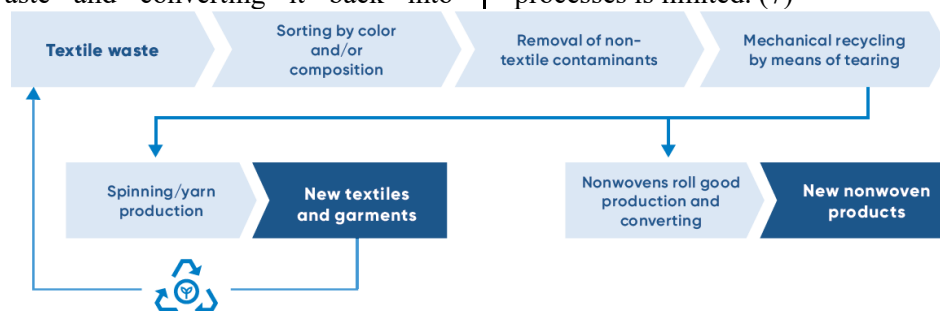 and converting it back into
processes is limited. (7)
Textile waste
Sorting by color
and/or
composition
Removal of non-
textile contaminants
Mechanical recycling
by means of tearing
Spinning/yarn
production
New textiles
and garments
Nonwovens roll good
production and
converting
New nonwoven
products